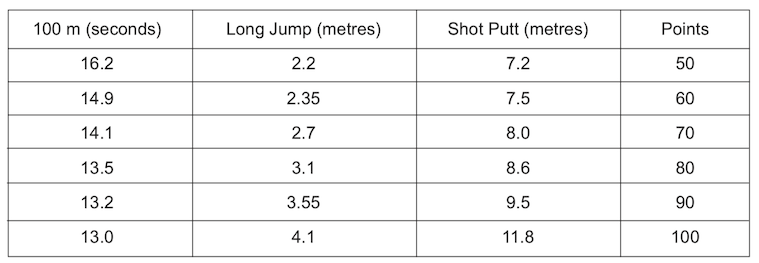 100 m (seconds) Long Jump (metres) Shot Putt (metres) Points
16.2 2.2 7.2 50
14.9 2.35 7.5 60
14.1 2.7 8.0 70
13.5 3.1 8.6 80
13.2 3.55 9.5 90
13.0 4.1 11.8 100